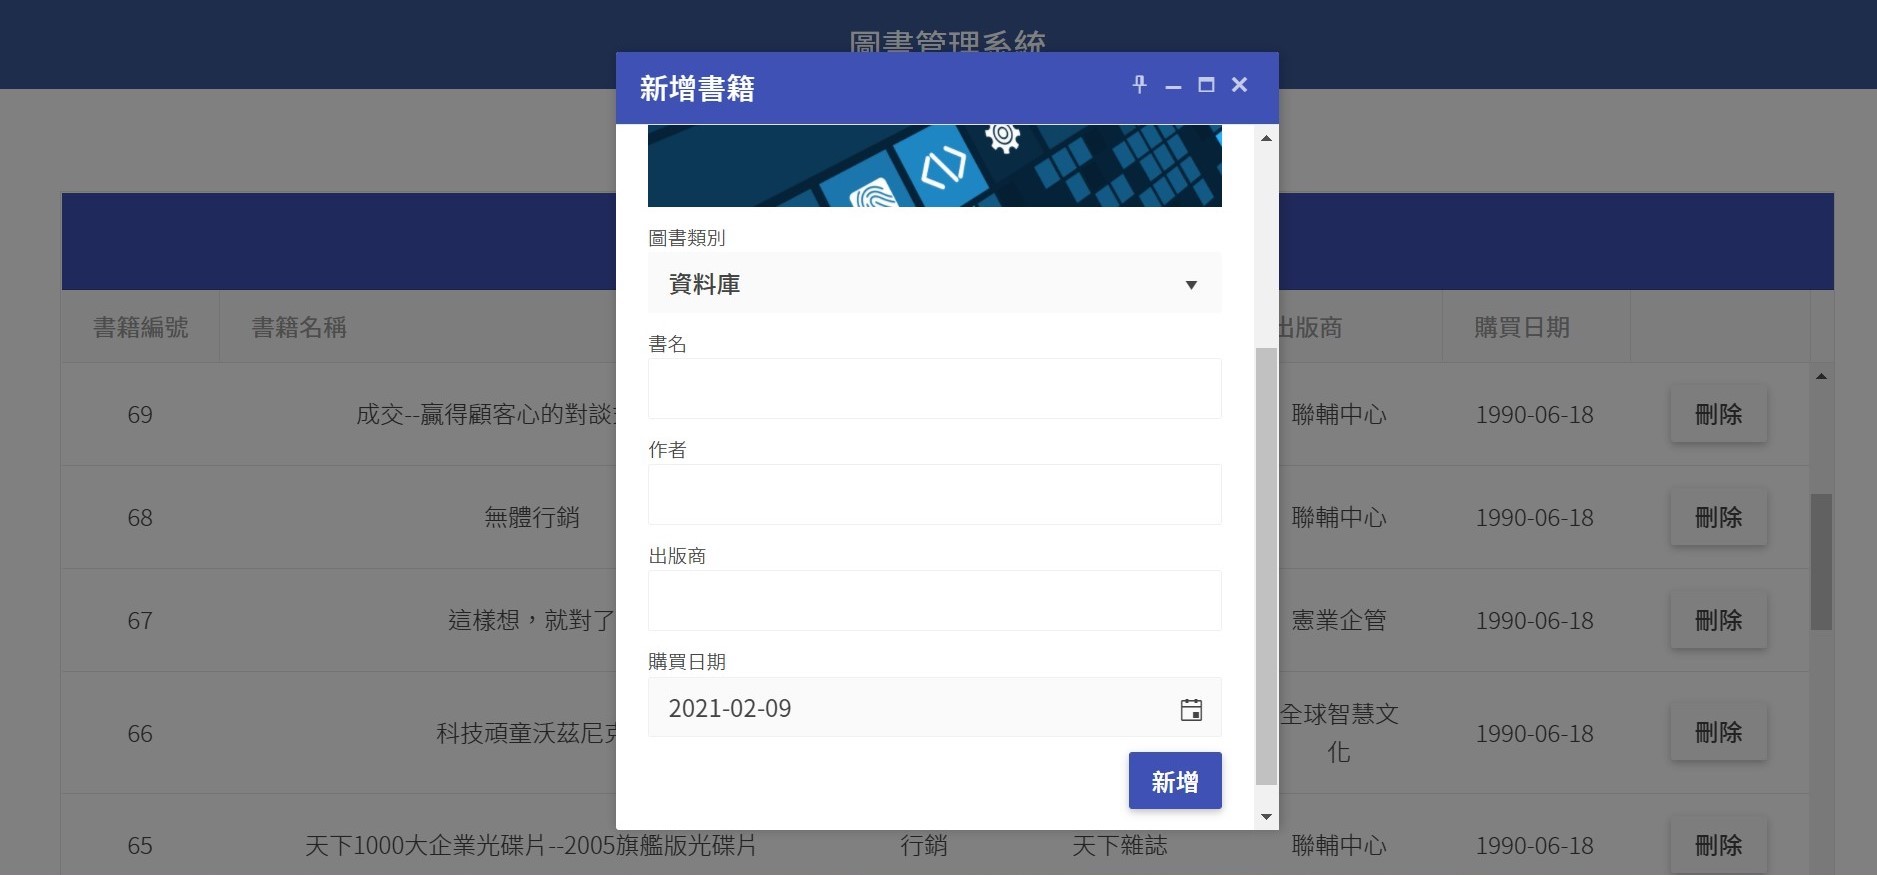 圖書管理系統
新增書籍
圖書類別
資料庫
書名
作者
出版商
購買日期
2021-02-09
新增
書籍編號 書籍名稱 出版商 購買日期
69 成交--贏得顧客心的對談 聯輔中心 1990-06-18 刪除
68 無體行銷 聯輔中心 1990-06-18 刪除
67 這樣想，就對了 憲業企管 1990-06-18 刪除
66 科技頑童沃茲尼克 全球智慧文 1990-06-18 刪除
化
65 天下1000大企業光碟片--2005旗艦版光碟片 行銷 天下雜誌 聯輔中心 1990-06-18 刪除